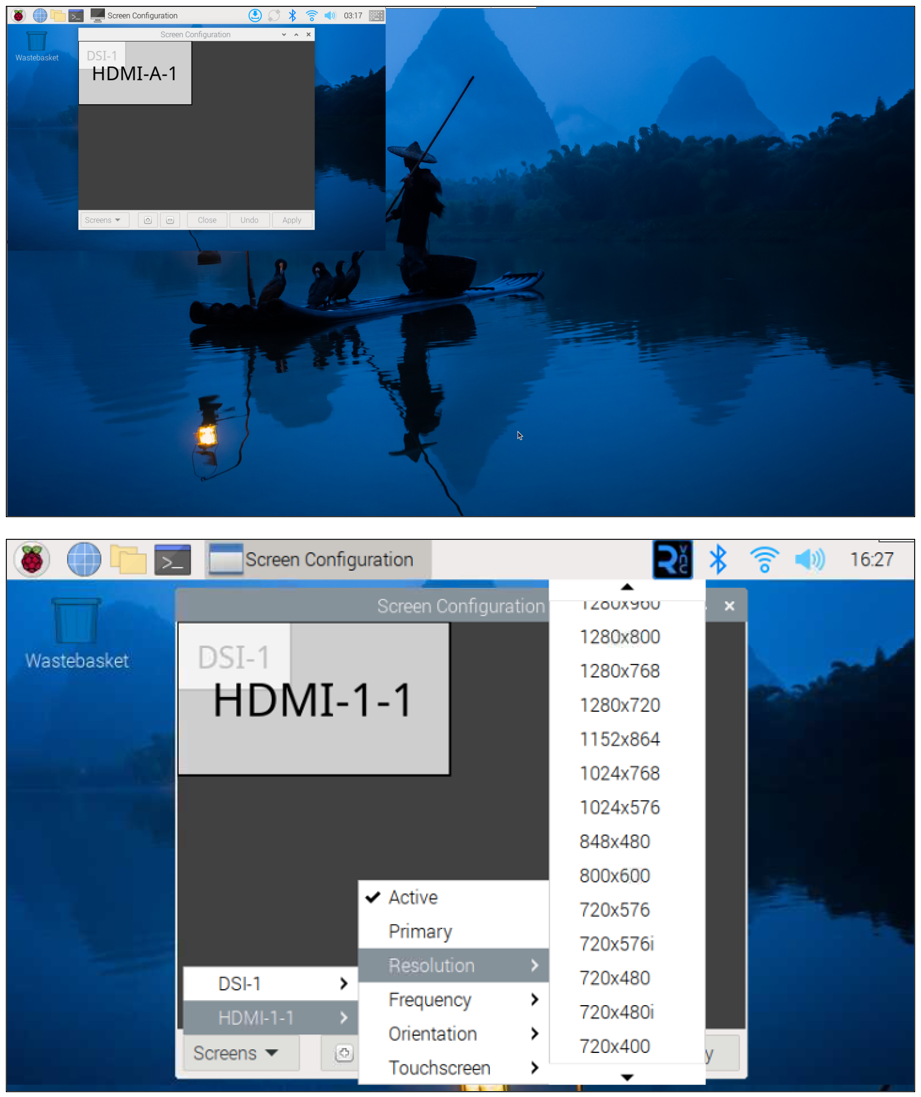 Screen Configuration
03:17
Wastebasket
Screen Configuration
DSI-1
HDMI-A-1
Screens
Close
Undo
Apply
>_
Screen Configuration
VNC
16:27
Wastebasket
Screen Configuration
DSI-1
HDMI-1-1
1280x960
1280x800
1280x768
1280x720
1152x864
1024x768
1024x576
848x480
800x600
720x576
720x576i
720x480
720x480i
720x400
Active
Primary
Resolution
Frequency
Orientation
Touchscreen
DSI-1
HDMI-1-1
Screens
y